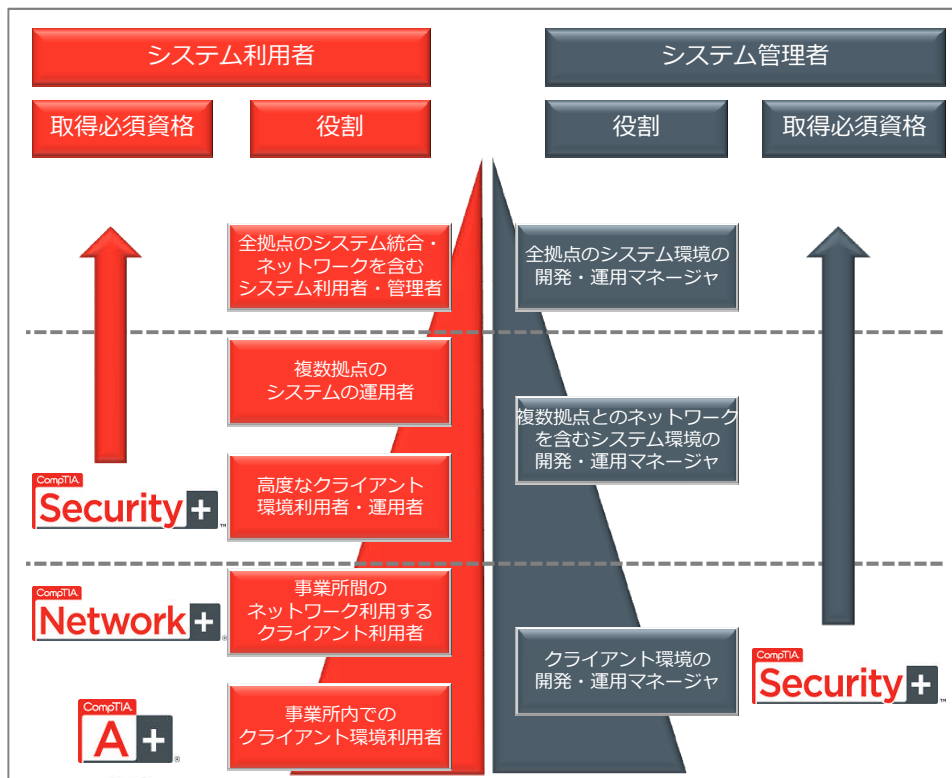 システム利用者
システム管理者
取得必須資格
役割
役割
取得必須資格
全拠点のシステム統合・
ネットワークを含む
システム利用者・管理者
全拠点のシステム環境の
開発・運用マネージャ
複数拠点の
システムの運用者
複数拠点とのネットワーク
を含むシステム環境の
開発・運用マネージャ
CompTIA.
Security+™
高度なクライアント
環境利用者・運用者
CompTIA.
Network+®
事業所間の
ネットワーク利用する
クライアント利用者
クライアント環境の
開発・運用マネージャ
CompTIA.
Security+™
CompTIA.
A+®
事業所内での
クライアント環境利用者